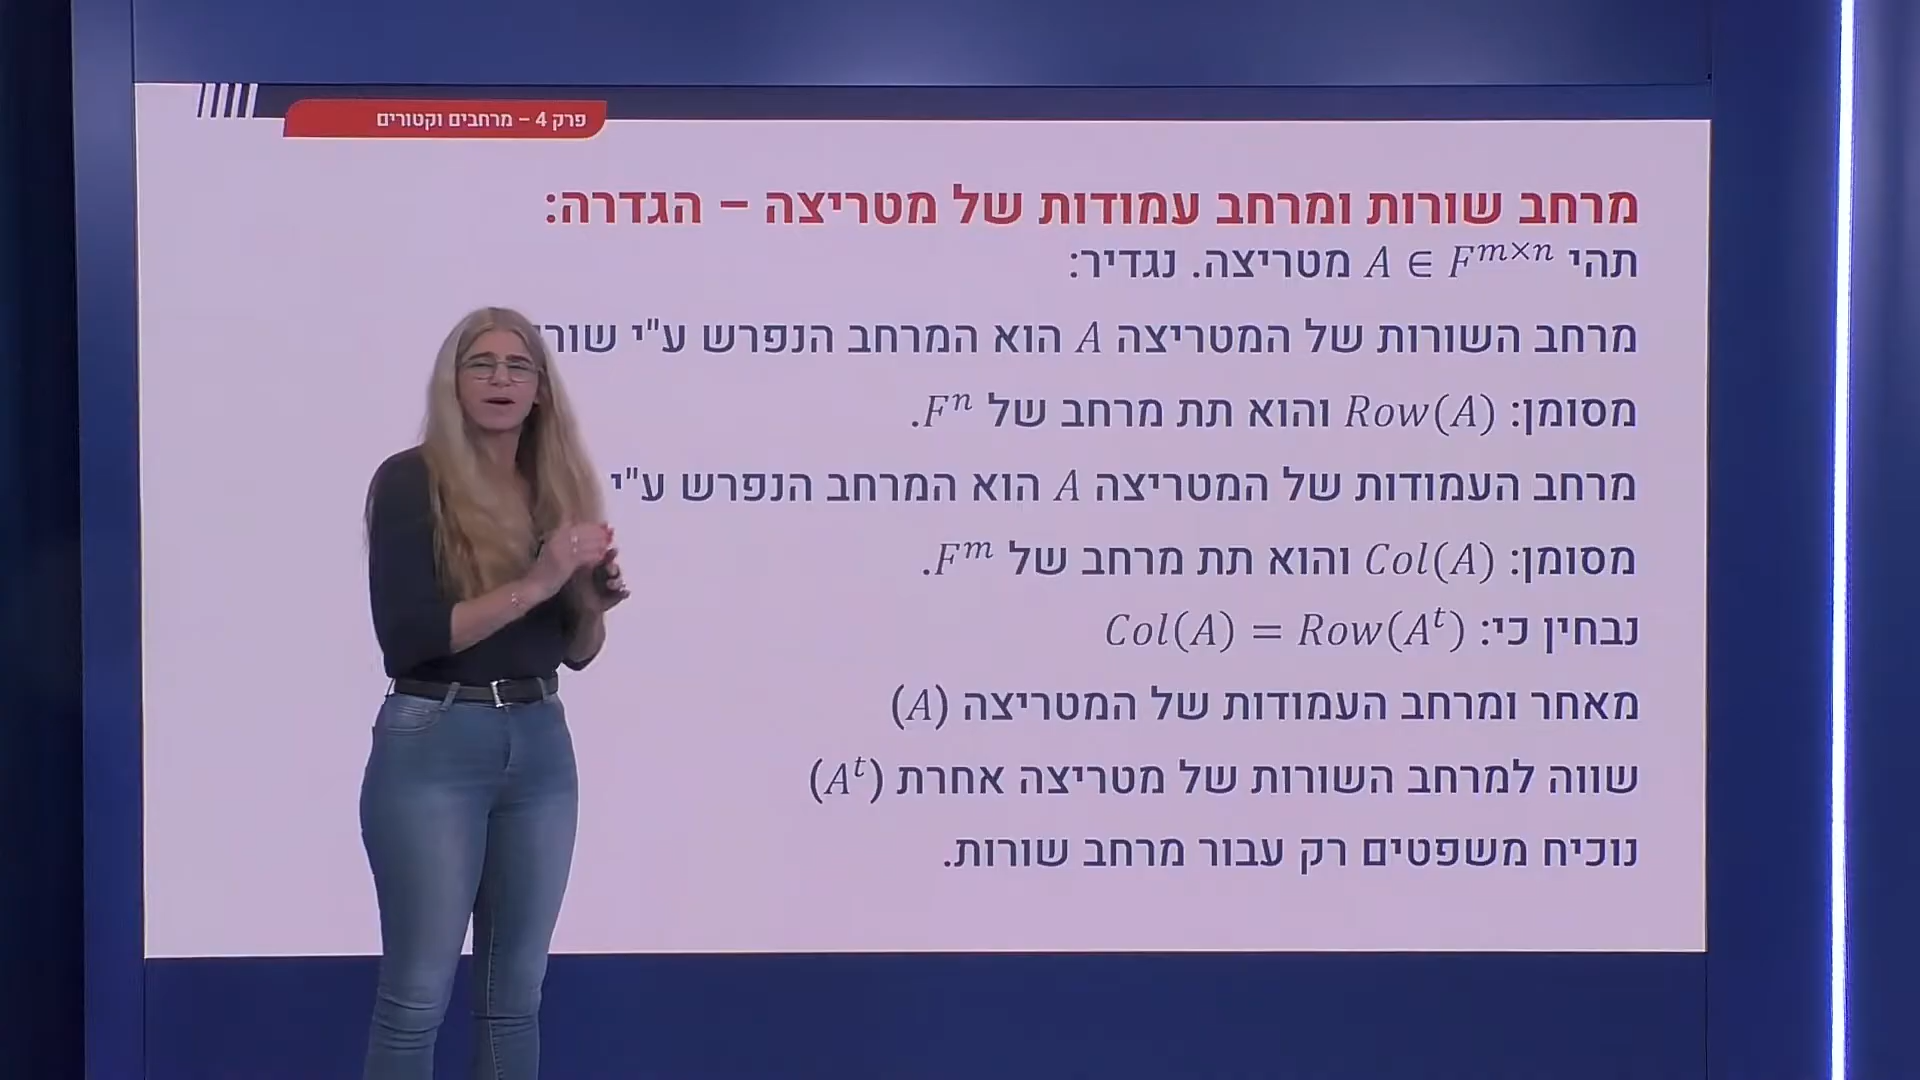 פרק 4 – מרחבים וקטורים
מרחב שורות ומרחב עמודות של מטריצה – הגדרה:
תהי A ∈ F^{m×n} מטריצה. נגדיר:
מרחב השורות של המטריצה A הוא המרחב הנפרש ע"י
מסומן: Row(A) והוא תת מרחב של F^n.
מרחב העמודות של המטריצה A הוא המרחב הנפרש ע"י
מסומן: Col(A) והוא תת מרחב של F^m.
נבחין כי: Col(A) = Row(A^t)
מאחר ומרחב העמודות של המטריצה (A)
שווה למרחב השורות של מטריצה אחרת (A^t)
נוכיח משפטים רק עבור מרחב שורות.